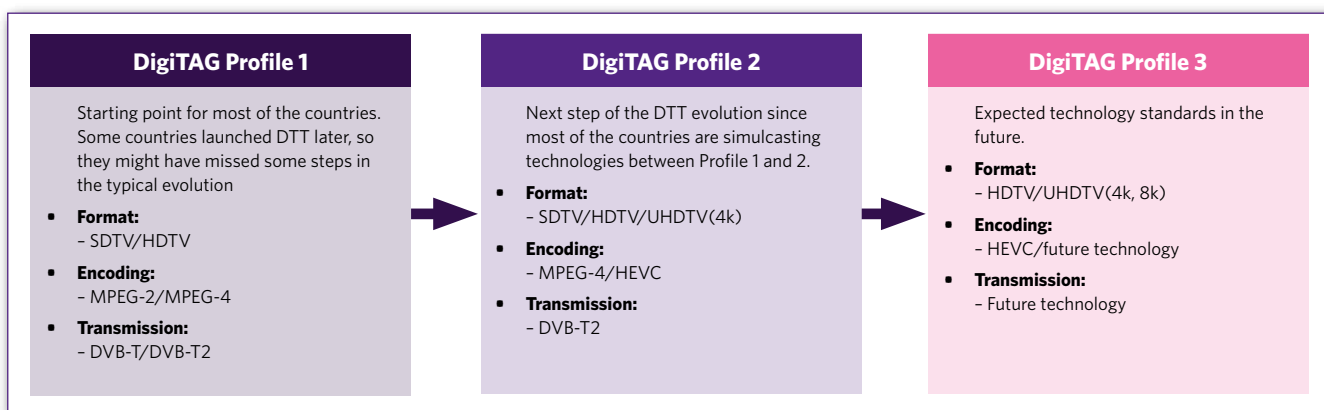 DigiTAG Profile 1
Starting point for most of the countries.
Some countries launched DTT later, so
they might have missed some steps in
the typical evolution
• Format:
– SDTV/HDTV
• Encoding:
– MPEG-2/MPEG-4
• Transmission:
– DVB-T/DVB-T2
DigiTAG Profile 2
Next step of the DTT evolution since
most of the countries are simulcasting
technologies between Profile 1 and 2.
• Format:
– SDTV/HDTV/UHDTV(4k)
• Encoding:
– MPEG-4/HEVC
• Transmission:
– DVB-T2
DigiTAG Profile 3
Expected technology standards in the
future.
• Format:
– HDTV/UHDTV(4k, 8k)
• Encoding:
– HEVC/future technology
• Transmission:
– Future technology